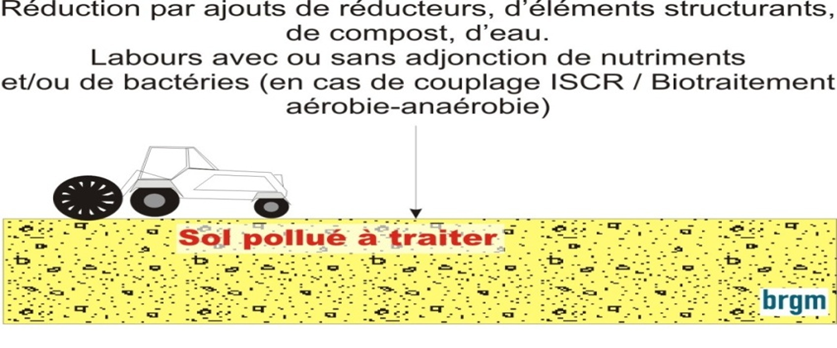 Réduction par ajouts de réducteurs, d'éléments structurants,
de compost, d'eau.
Labours avec ou sans adjonction de nutriments
et/ou de bactéries (en cas de couplage ISCR / Biotraitement
aérobie-anaérobie)
Sol pollué à traiter
brgm